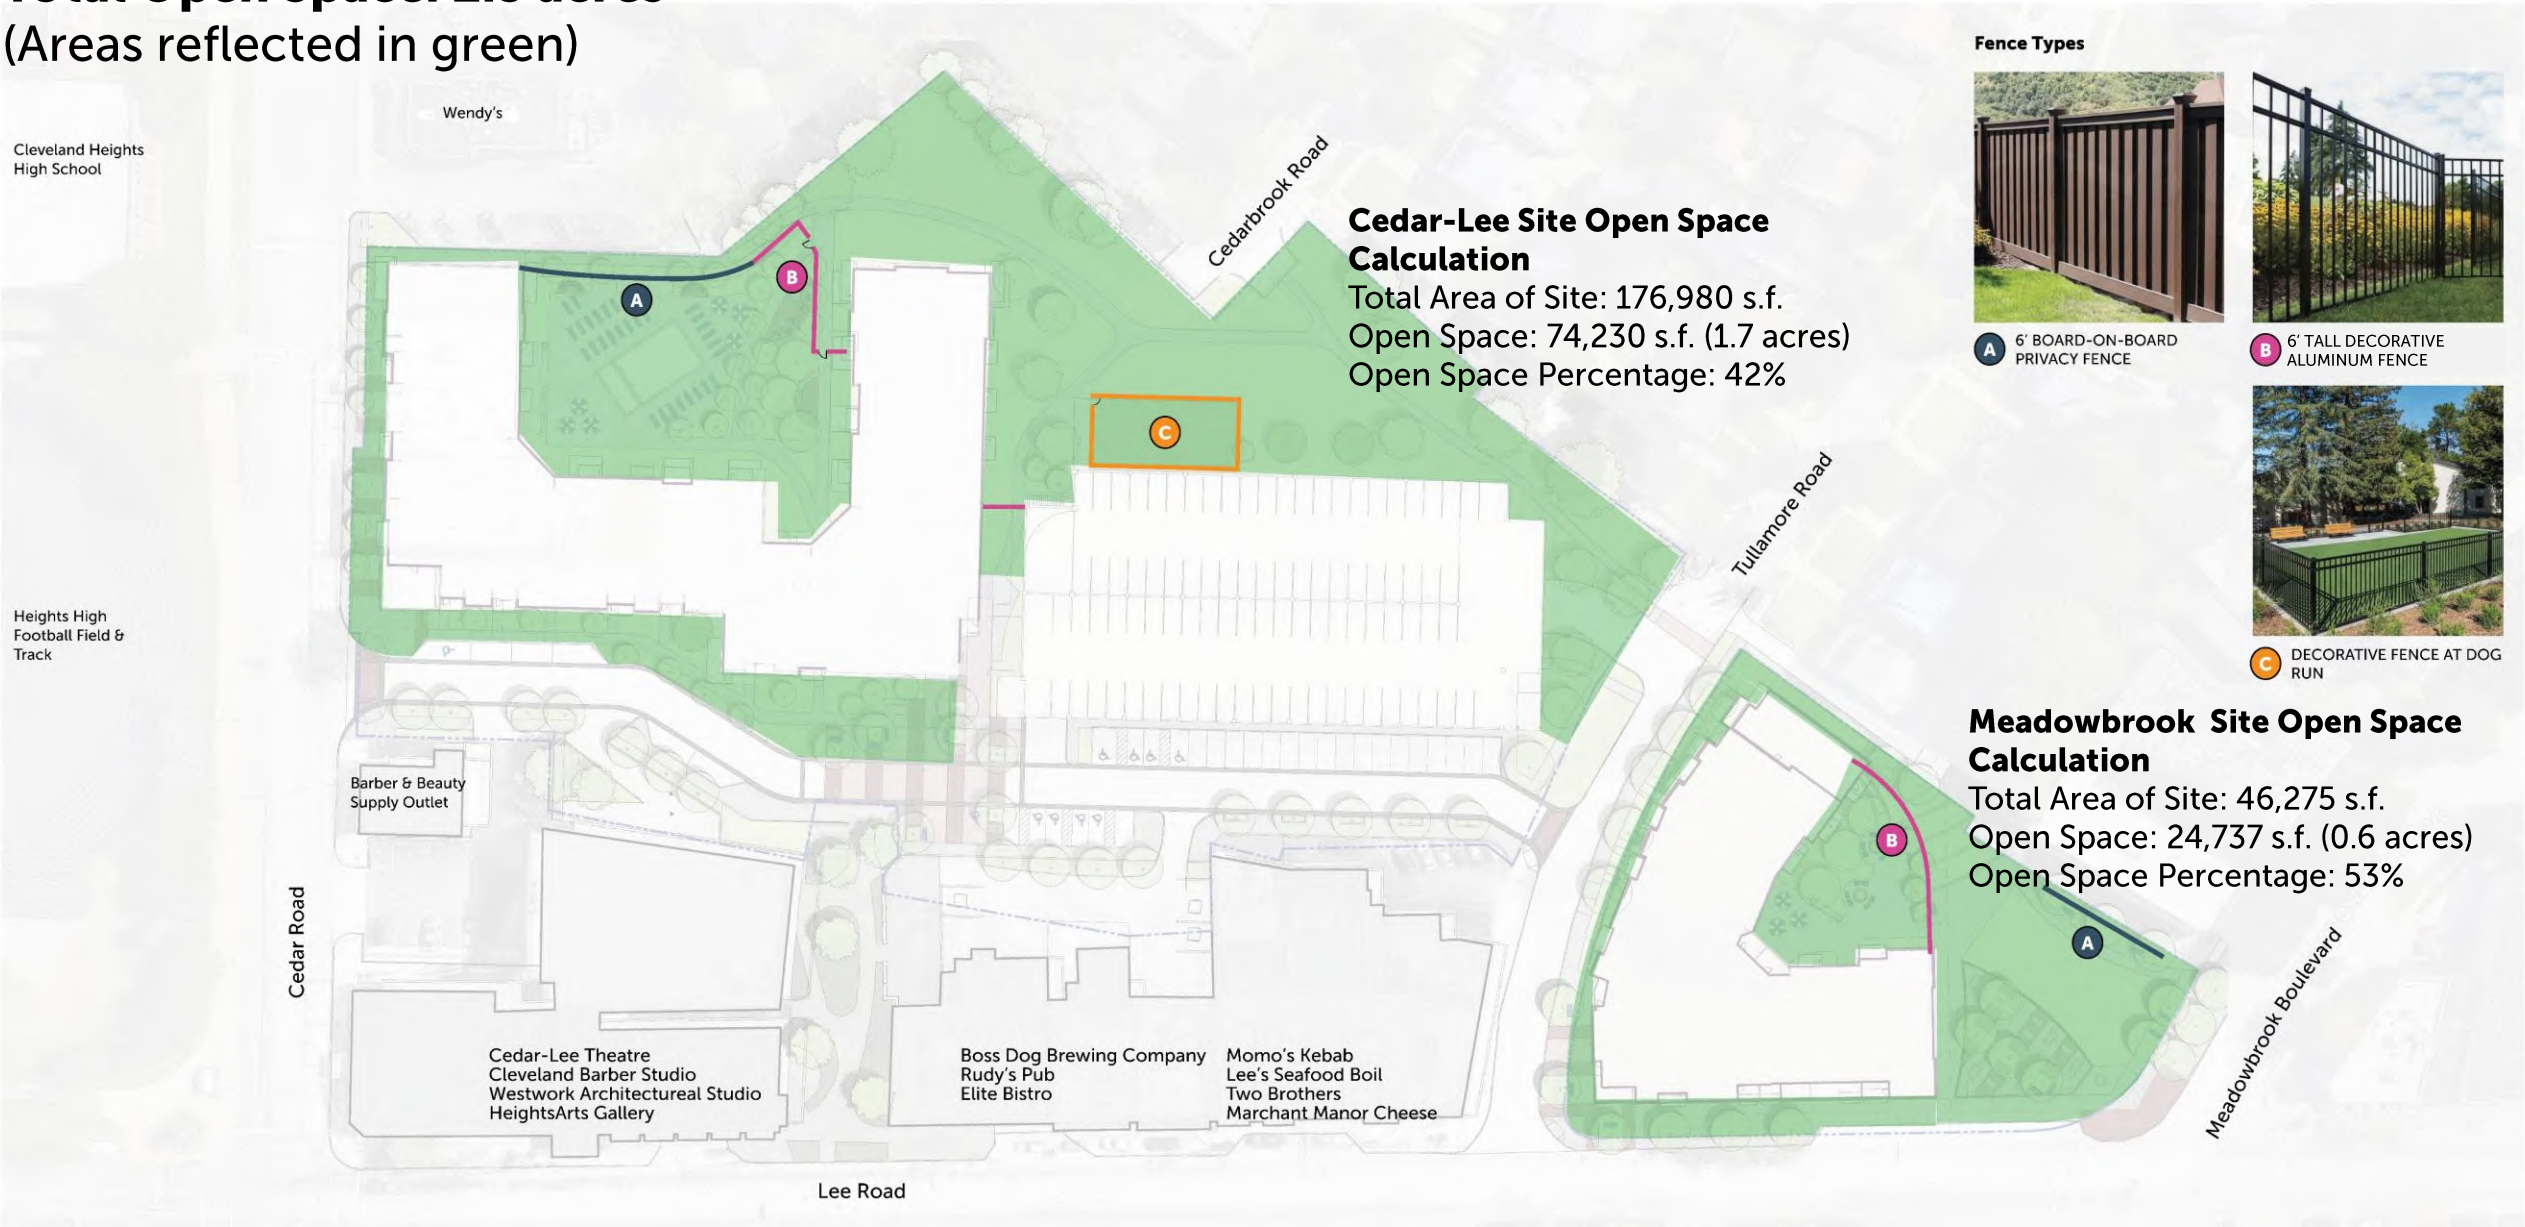 Total Open Space: 2.3 acres
(Areas reflected in green)
Fence Types
Wendy's
Cleveland Heights
High School
Cedarbrook Road
Cedar-Lee Site Open Space
Calculation
Total Area of Site: 176,980 s.f.
Open Space: 74,230 s.f. (1.7 acres)
Open Space Percentage: 42%
A
B
C
A 6' BOARD-ON-BOARD
PRIVACY FENCE
B 6' TALL DECORATIVE
ALUMINUM FENCE
C DECORATIVE FENCE AT DOG
RUN
Tullamore Road
Heights High
Football Field &
Track
Meadowbrook Site Open Space
Calculation
Total Area of Site: 46,275 s.f.
Open Space: 24,737 s.f. (0.6 acres)
Open Space Percentage: 53%
B
A
Barber & Beauty
Supply Outlet
Cedar Road
Meadowbrook Boulevard
Cedar-Lee Theatre
Cleveland Barber Studio
Westwork Architectureal Studio
HeightsArts Gallery
Boss Dog Brewing Company
Rudy's Pub
Elite Bistro
Momo's Kebab
Lee's Seafood Boil
Two Brothers
Marchant Manor Cheese
Lee Road